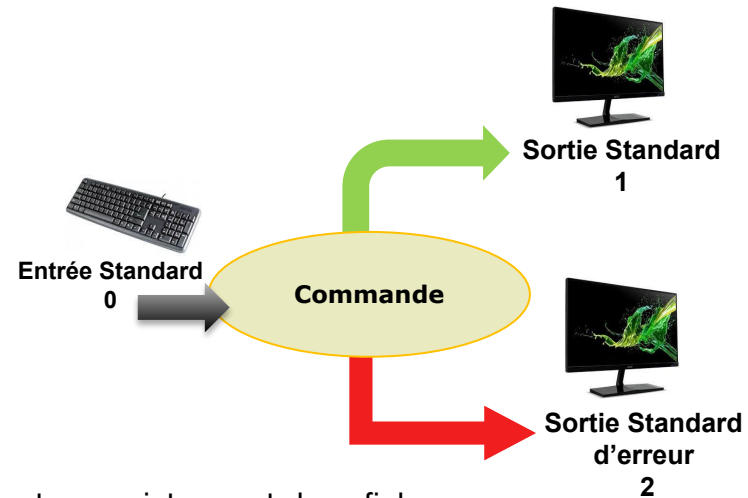 Sortie Standard
1
Entrée Standard
0
Commande
Sortie Standard
d'erreur
2